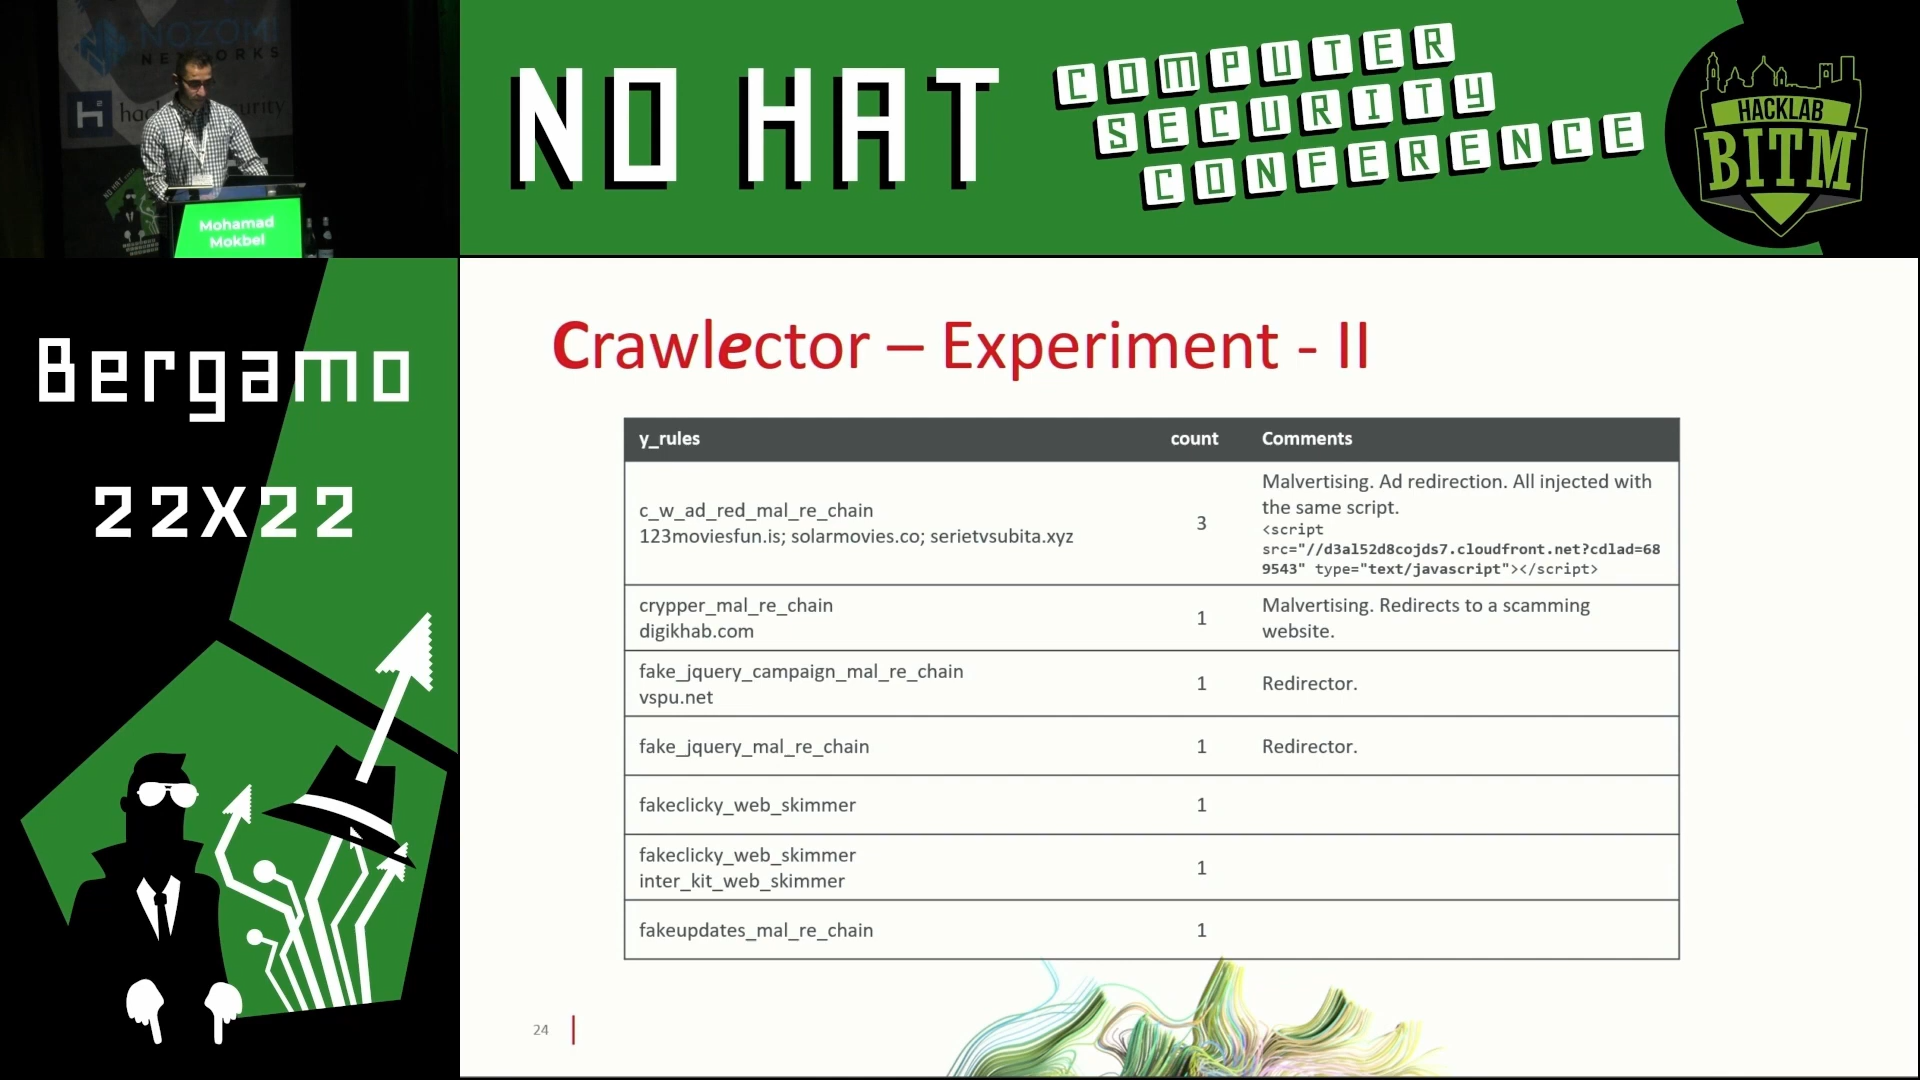 NOZOMI
NETWORKS
Mohamad
Mokbel
NO HAT
COMPUTER
SECURITY
CONFERENCE
HACKLAB
BITM
Bergamo
22X22
Crawlector – Experiment - II
y_rules count Comments
c_w_ad_red_mal_re_chain
123moviesfun.is; solarmovies.co; serietvsubita.xyz
3
Malvertising. Ad redirection. All injected with
the same script.
<script
src="//d3al52d8cojds7.cloudfront.net?cdlad=68
9543" type="text/javascript"></script>
crypper_mal_re_chain
digikhab.com
1
Malvertising. Redirects to a scamming
website.
fake_jquery_campaign_mal_re_chain
vspu.net
1
Redirector.
fake_jquery_mal_re_chain 1 Redirector.
fakeclicky_web_skimmer 1
fakeclicky_web_skimmer
inter_kit_web_skimmer
1
fakeupdates_mal_re_chain 1
24